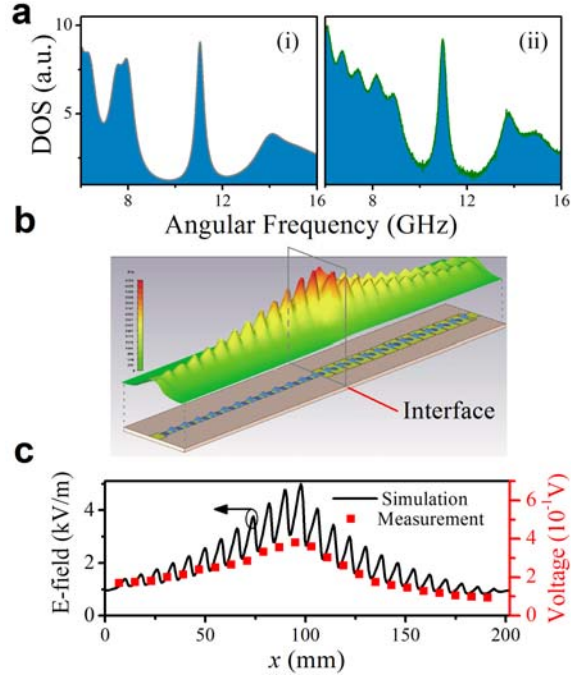 a
10 (i) (ii)
DOS (a.u.)
5
8 12 16 8 12 16
Angular Frequency (GHz)
b
Interface
c
E-field (kV/m)
4
2
0
Simulation
Measurement
6
4
2
0
Voltage (10⁻¹V)
0 50 100 150 200
x (mm)